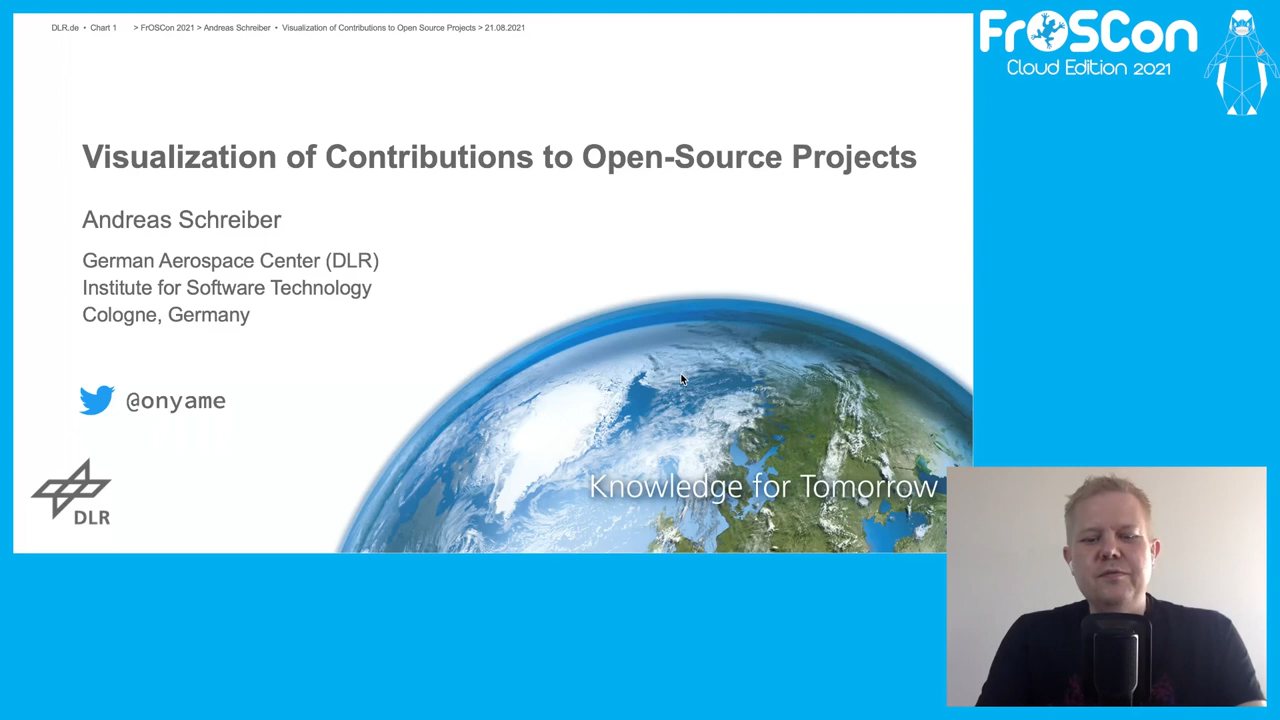 DLR.de • Chart 1 > FrOSCon 2021 > Andreas Schreiber • Visualization of Contributions to Open Source Projects > 21.08.2021
FrOSCon
Cloud Edition 2021
Visualization of Contributions to Open-Source Projects
Andreas Schreiber
German Aerospace Center (DLR)
Institute for Software Technology
Cologne, Germany
@onyame
Knowledge for Tomorrow
DLR